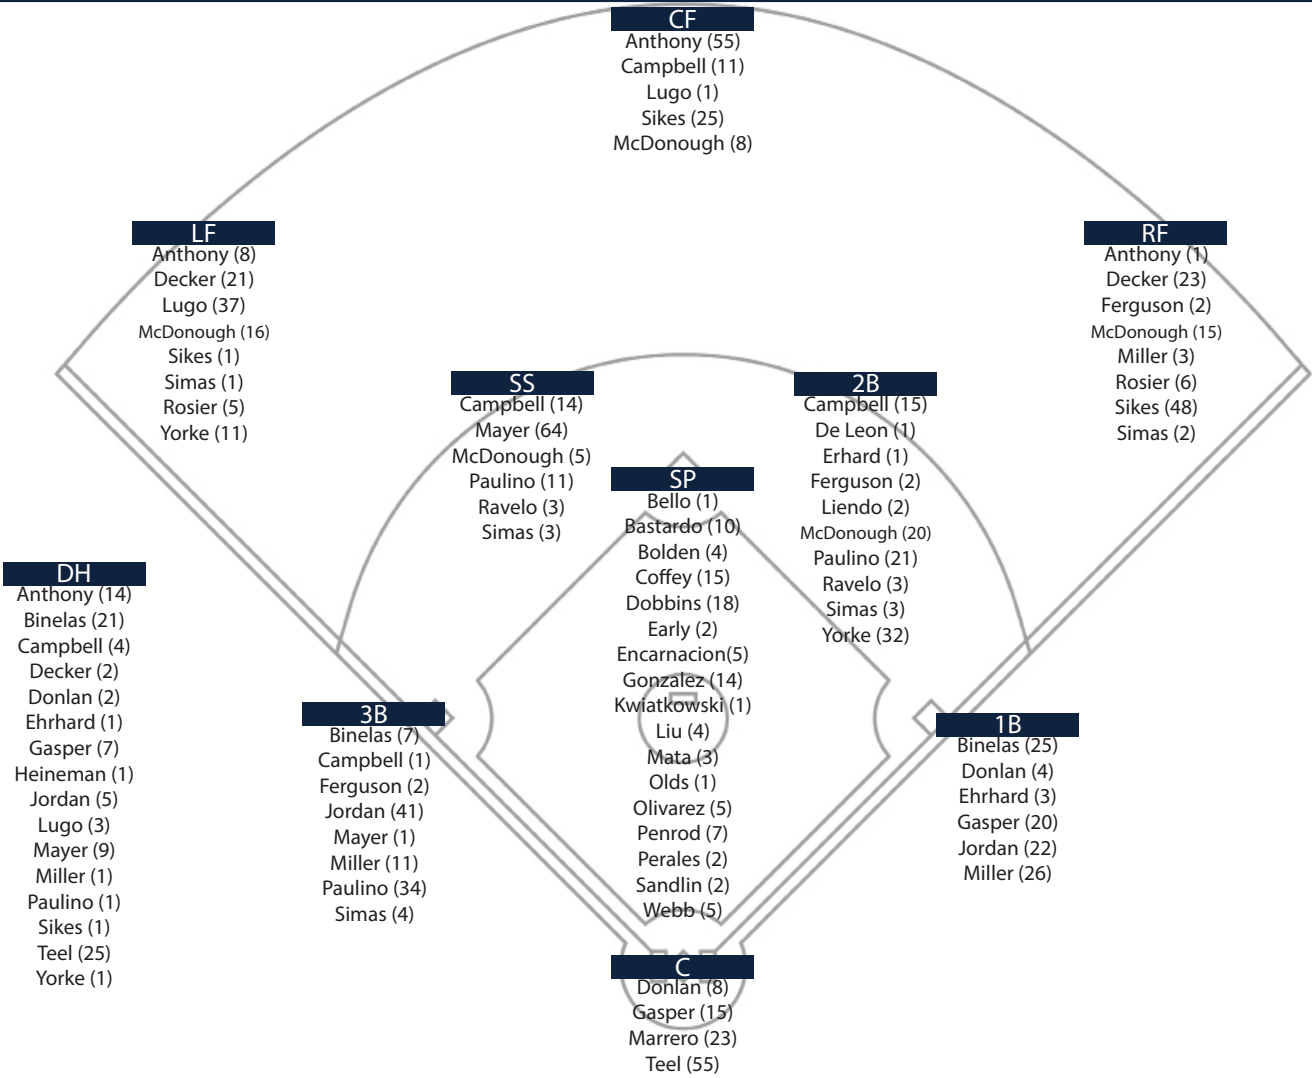 CF
Anthony (55)
Campbell (11)
Lugo (1)
Sikes (25)
McDonough (8)
LF
Anthony (8)
Decker (21)
Lugo (37)
McDonough (16)
Sikes (1)
Simas (1)
Rosier (5)
Yorke (11)
RF
Anthony (1)
Decker (23)
Ferguson (2)
McDonough (15)
Miller (3)
Rosier (6)
Sikes (48)
Simas (2)
SS
Campbell (14)
Mayer (64)
McDonough (5)
Paulino (11)
Ravelo (3)
Simas (3)
2B
Campbell (15)
De Leon (1)
Erhard (1)
Ferguson (2)
Liendo (2)
McDonough (20)
Paulino (21)
Ravelo (3)
Simas (3)
Yorke (32)
SP
Bello (1)
Bastardo (10)
Bolden (4)
Coffey (15)
Dobbins (18)
Early (2)
Encarnacion(5)
Gonzalez (14)
Kwiatkowski (1)
Liu (4)
Mata (3)
Olds (1)
Olivarez (5)
Penrod (7)
Perales (2)
Sandlin (2)
Webb (5)
DH
Anthony (14)
Binelas (21)
Campbell (4)
Decker (2)
Donlan (2)
Ehrhard (1)
Gasper (7)
Heineman (1)
Jordan (5)
Lugo (3)
Mayer (9)
Miller (1)
Paulino (1)
Sikes (1)
Teel (25)
Yorke (1)
3B
Binelas (7)
Campbell (1)
Ferguson (2)
Jordan (41)
Mayer (1)
Miller (11)
Paulino (34)
Simas (4)
1B
Binelas (25)
Donlan (4)
Ehrhard (3)
Gasper (20)
Jordan (22)
Miller (26)
C
Donlan (8)
Gasper (15)
Marrero (23)
Teel (55)